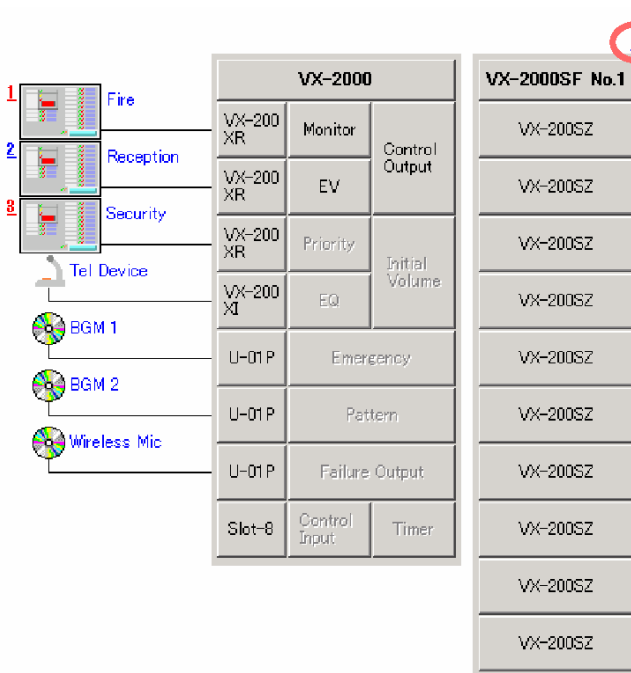 1
Fire
2
Reception
3
Security
Tel Device
BGM 1
BGM 2
Wireless Mic
VX-2000
VX-200
XR
Monitor
Control
Output
VX-200
XR
EV
VX-200
XR
Priority
Initial
Volume
VX-200
XI
EQ
U-01P
Emergency
U-01P
Pattern
U-01P
Failure Output
Slot-8
Control
Input
Timer
VX-2000SF No.1
VX-200SZ
VX-200SZ
VX-200SZ
VX-200SZ
VX-200SZ
VX-200SZ
VX-200SZ
VX-200SZ
VX-200SZ
VX-200SZ